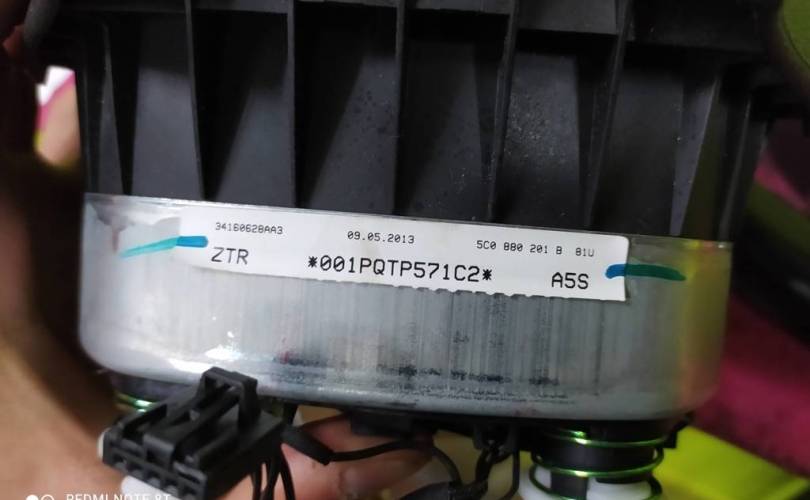 34160628AA3 09.05.2013 5C0 880 201 B 81U
ZTR *001PQTP571C2* A5S
REDMI NOTE 8T